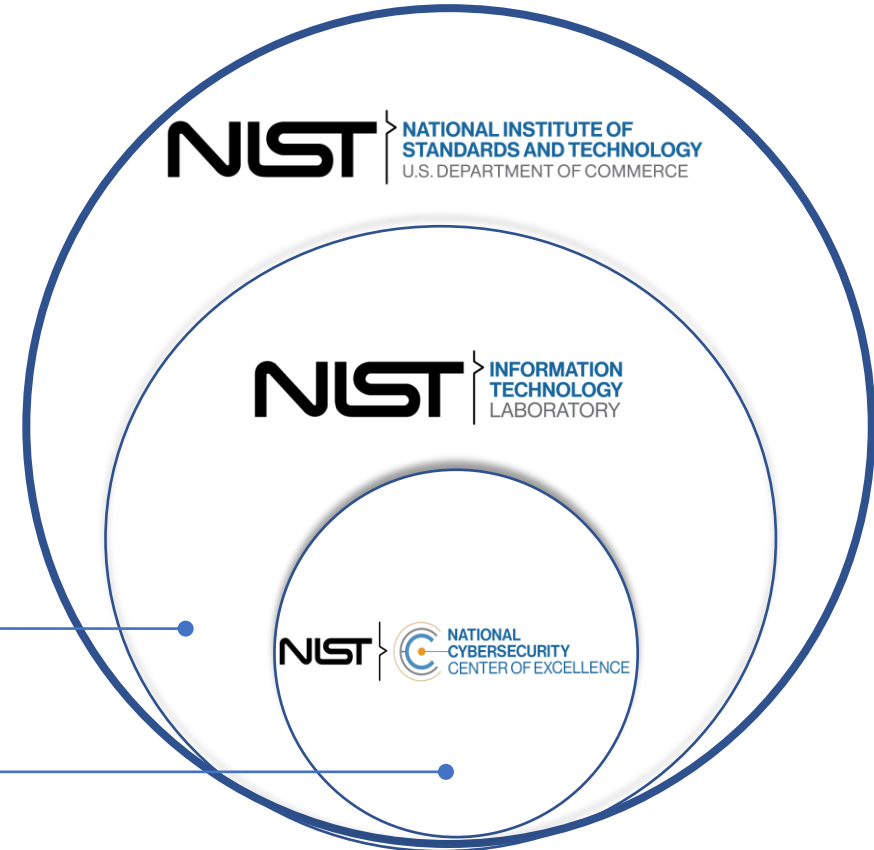 NIST NATIONAL INSTITUTE OF
STANDARDS AND TECHNOLOGY
U.S. DEPARTMENT OF COMMERCE
NIST INFORMATION
TECHNOLOGY
LABORATORY
NIST NATIONAL
CYBERSECURITY
CENTER OF EXCELLENCE